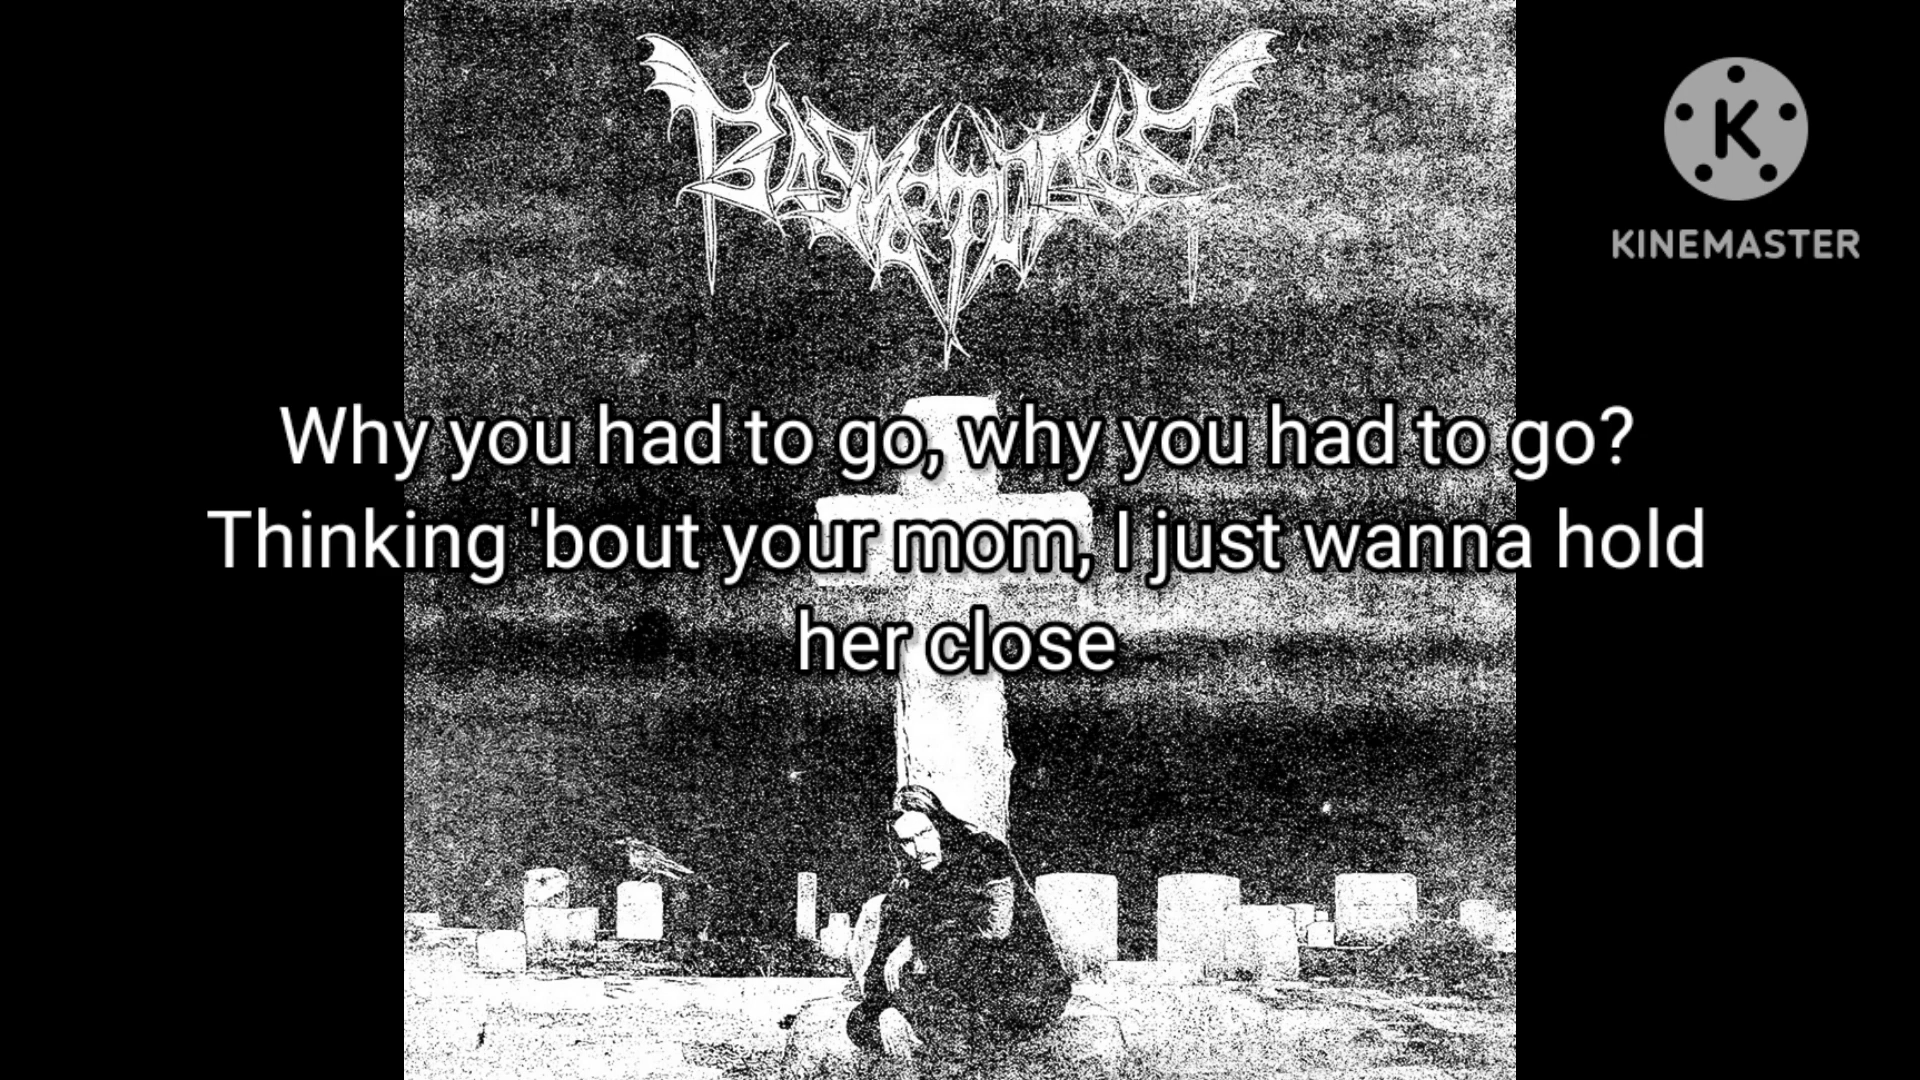 K
KINEMASTER
Why you had to go, why you had to go?
Thinking 'bout your mom, I just wanna hold
her close